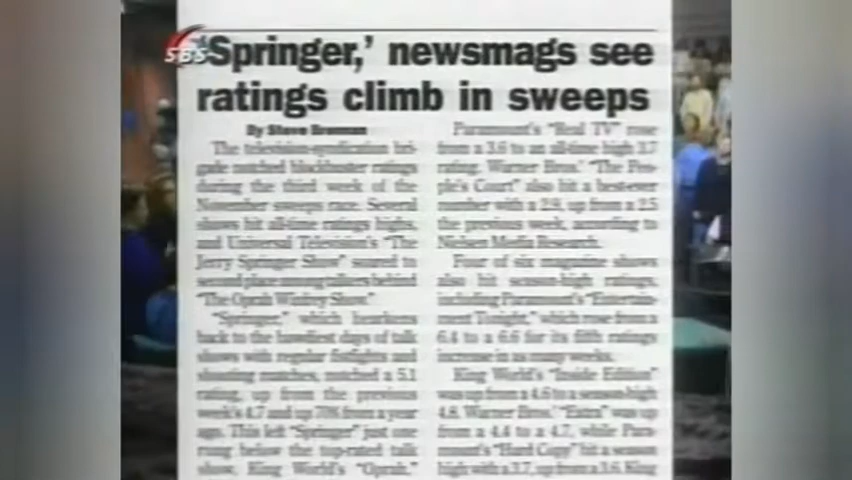 SBS
'Springer,' newsmags see
ratings climb in sweeps
By Steve Brennan
The television-syndication bri-
gade notched blockbuster ratings
during the third week of the
November sweeps race. Several
shows hit all-time ratings highs,
and Universal Television's "The
Jerry Springer Show" soared to
second place among talkers behind
"The Oprah Winfrey Show."
"Springer," which hearkens
back to the howdiest days of talk
shows with regular fistfights and
shouting matches, notched a 5.1
rating, up from the previous
week's 4.7 and up 70% from a year
ago. This left "Springer" just one
rung below the top-rated talk
show, King World's "Oprah,"
Paramount's "Real TV" rose
from a 3.6 to an all-time high 3.7
rating. Warner Bros.' "The Peo-
ple's Court" also hit a best-ever
number with a 2.9, up from a 2.5
the previous week, according to
Nielsen Media Research.
Four of six magazine shows
also hit season-high ratings,
including Paramount's "Entertain-
ment Tonight," which rose from a
6.4 to a 6.6 for its fifth ratings
increase in as many weeks.
King World's "Inside Edition"
was up from a 4.6 to a season-high
4.8. Warner Bros.' "Extra" was up
from a 4.4 to a 4.7, while Para-
mount's "Hard Copy" hit a season
high with a 3.7, up from a 3.6. King